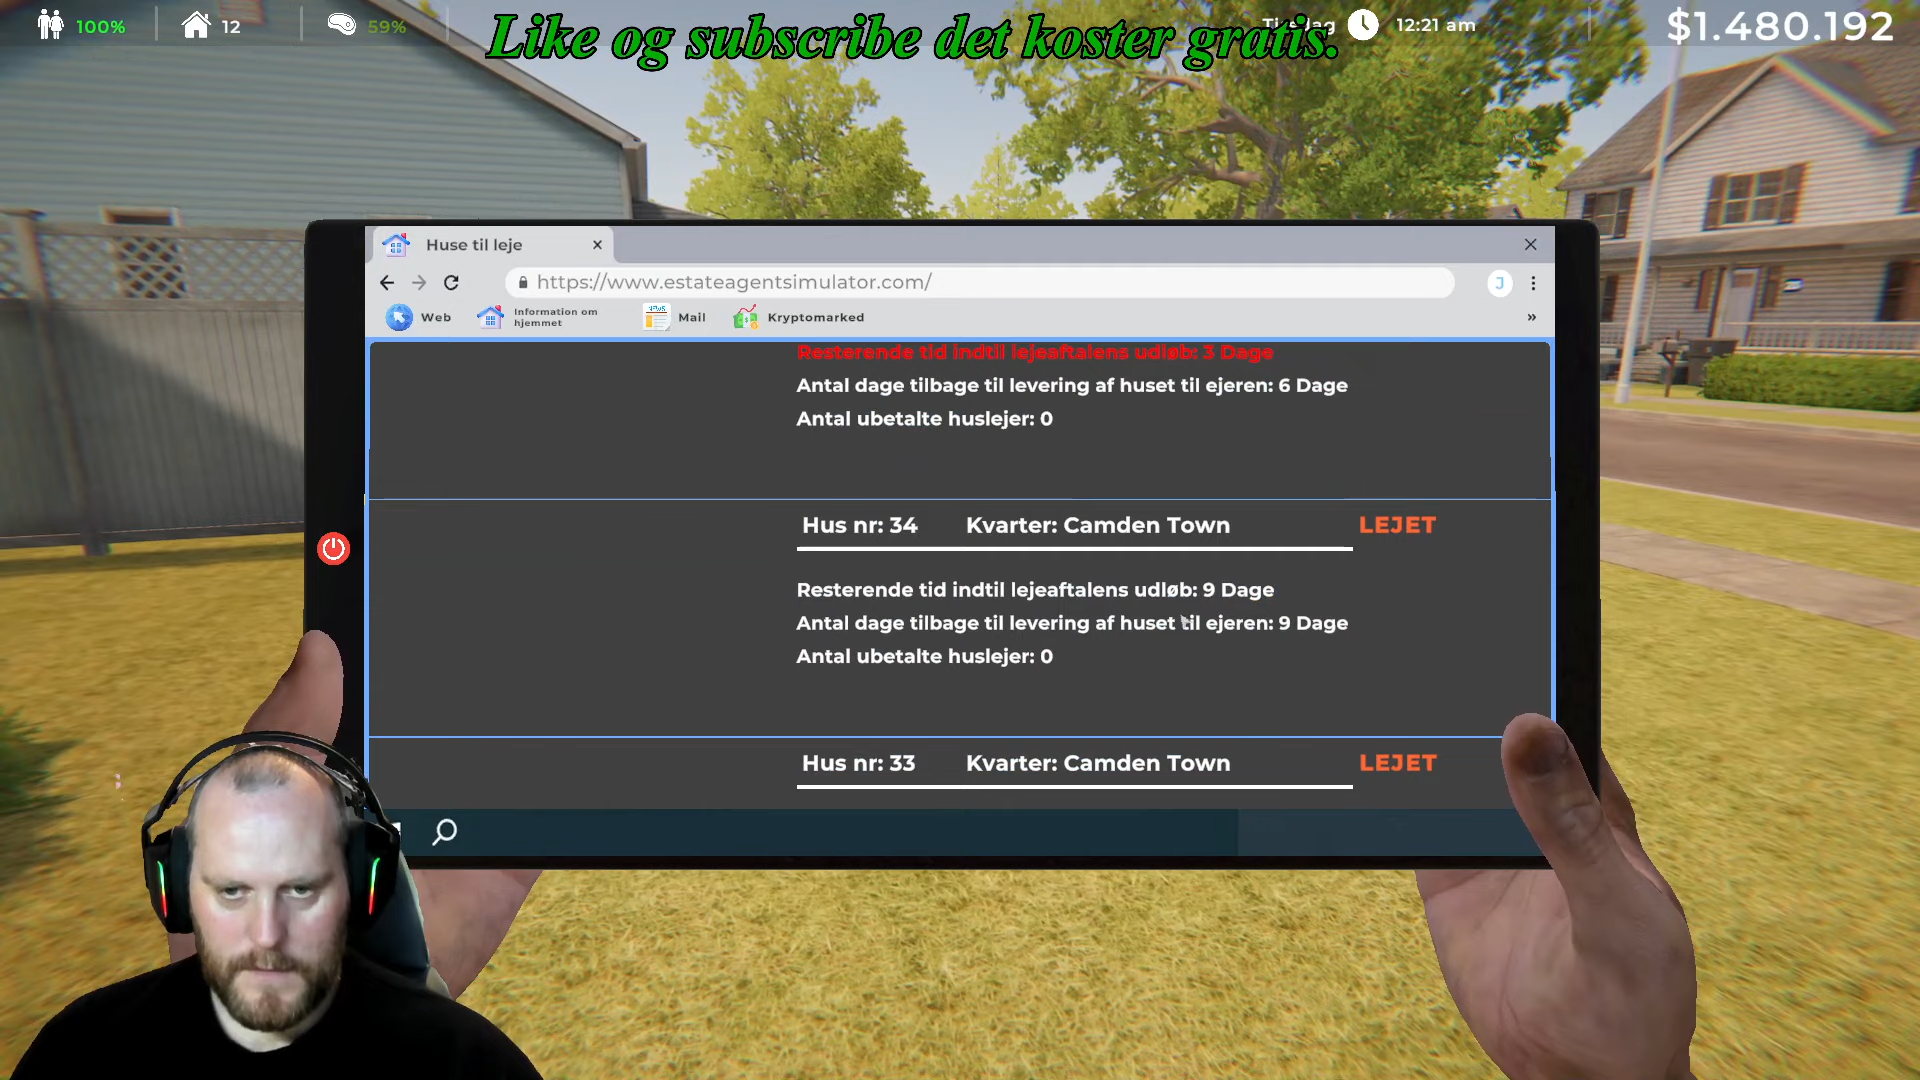 100%
12
59%
Like og subscribe det koster gratis.
12:21 am
$1.480.192
Huse til leje
https://www.estateagentsimulator.com/
J
Web
Information om
hjemmet
Mail
Kryptomarked
Resterende tid indtil lejeaftalens udløb: 3 Dage
Antal dage tilbage til levering af huset til ejeren: 6 Dage
Antal ubetalte huslejer: 0
Hus nr: 34 Kvarter: Camden Town LEJET
Resterende tid indtil lejeaftalens udløb: 9 Dage
Antal dage tilbage til levering af huset til ejeren: 9 Dage
Antal ubetalte huslejer: 0
Hus nr: 33 Kvarter: Camden Town LEJET